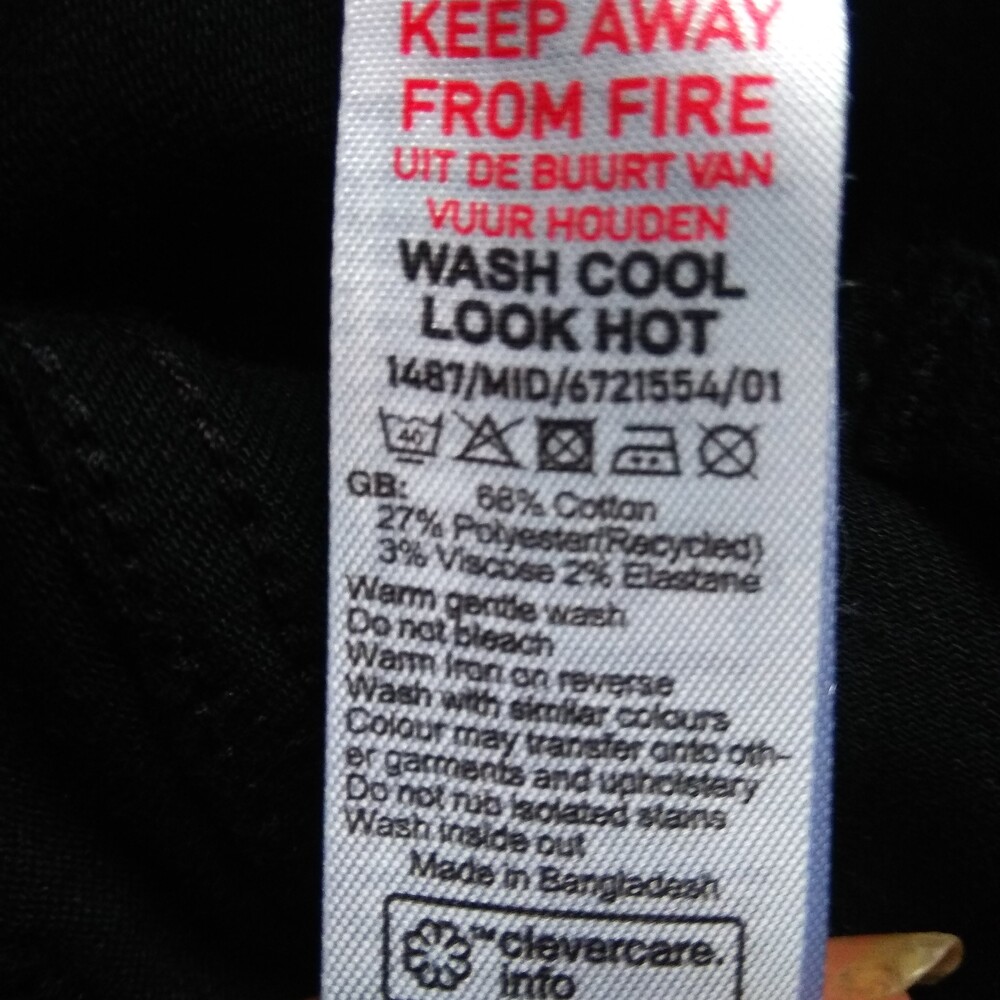 KEEP AWAY
FROM FIRE
UIT DE BUURT VAN
VUUR HOUDEN
WASH COOL
LOOK HOT
1487/MID/6721554/01
40
GB: 68% Cotton
27% Polyester(Recycled)
3% Viscose 2% Elastane
Warm gentle wash
Do not bleach
Warm Iron on reverse
Wash with similar colours
Colour may transfer onto oth-
er garments and upholstery
Do not rub isolated stains
Wash inside out
Made in Bangladesh
™clevercare.
info